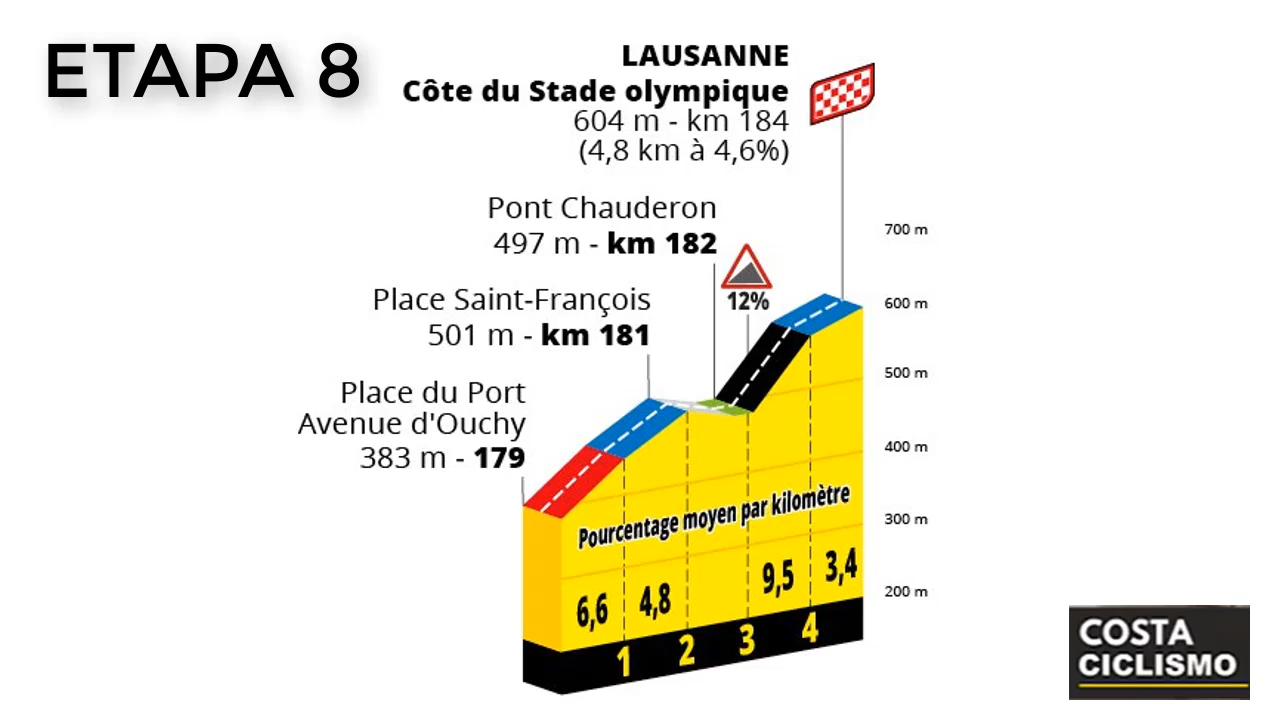 ETAPA 8
LAUSANNE
Côte du Stade olympique
604 m - km 184
(4,8 km à 4,6%)
Pont Chauderon
497 m - km 182
12%
Place Saint-François
501 m - km 181
Place du Port
Avenue d'Ouchy
383 m - 179
700 m
600 m
500 m
400 m
300 m
200 m
Pourcentage moyen par kilomètre
6,6 4,8 9,5 3,4
1 2 3 4
COSTA
CICLISMO